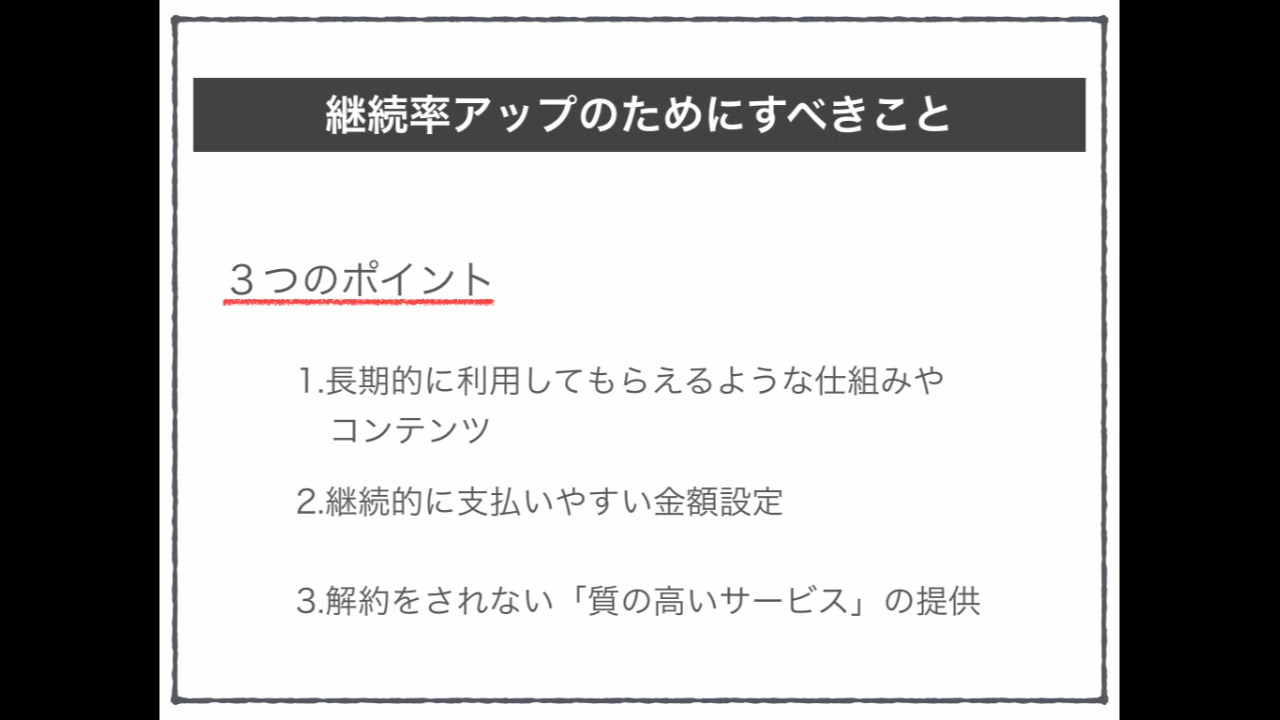 継続率アップのためにすべきこと
３つのポイント
1.長期的に利用してもらえるような仕組みや
コンテンツ
2.継続的に支払いやすい金額設定
3.解約をされない「質の高いサービス」の提供